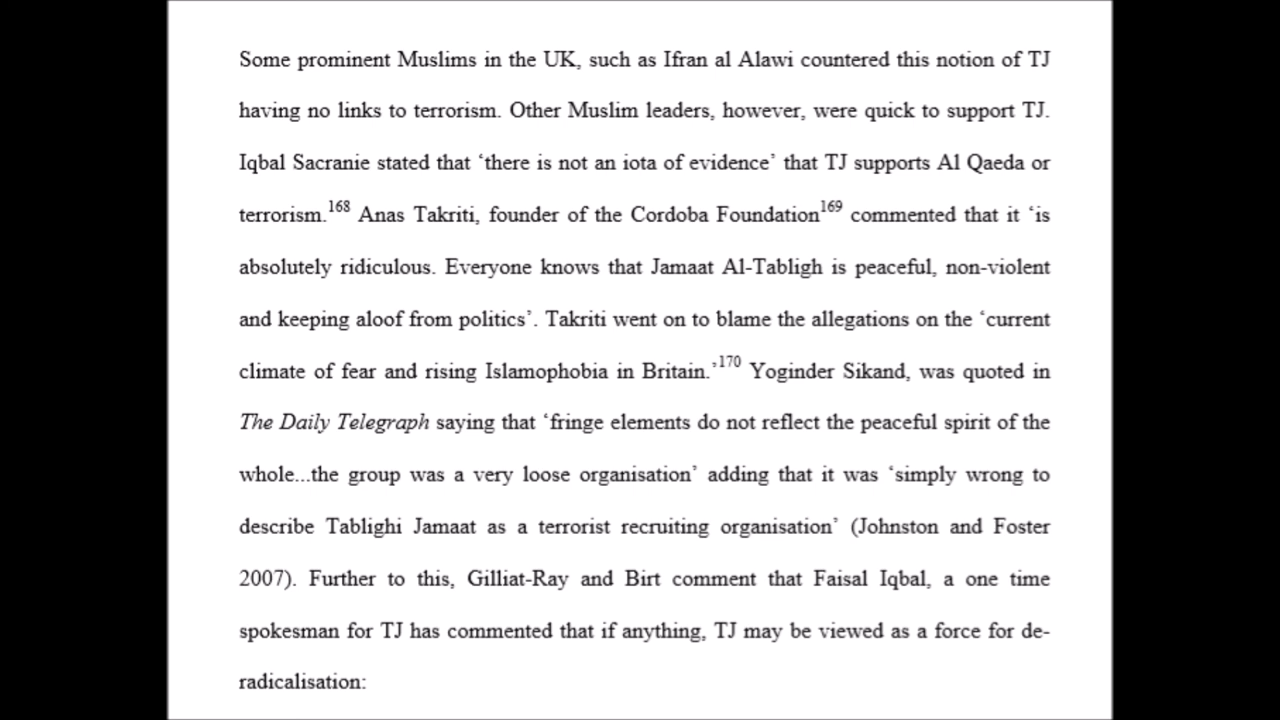 Some prominent Muslims in the UK, such as Ifran al Alawi countered this notion of TJ
having no links to terrorism. Other Muslim leaders, however, were quick to support TJ.
Iqbal Sacranie stated that ‘there is not an iota of evidence’ that TJ supports Al Qaeda or
terrorism.168 Anas Takriti, founder of the Cordoba Foundation169 commented that it ‘is
absolutely ridiculous. Everyone knows that Jamaat Al-Tabligh is peaceful, non-violent
and keeping aloof from politics’. Takriti went on to blame the allegations on the ‘current
climate of fear and rising Islamophobia in Britain.’170 Yoginder Sikand, was quoted in
The Daily Telegraph saying that ‘fringe elements do not reflect the peaceful spirit of the
whole...the group was a very loose organisation’ adding that it was ‘simply wrong to
describe Tablighi Jamaat as a terrorist recruiting organisation’ (Johnston and Foster
2007). Further to this, Gilliat-Ray and Birt comment that Faisal Iqbal, a one time
spokesman for TJ has commented that if anything, TJ may be viewed as a force for de-
radicalisation: